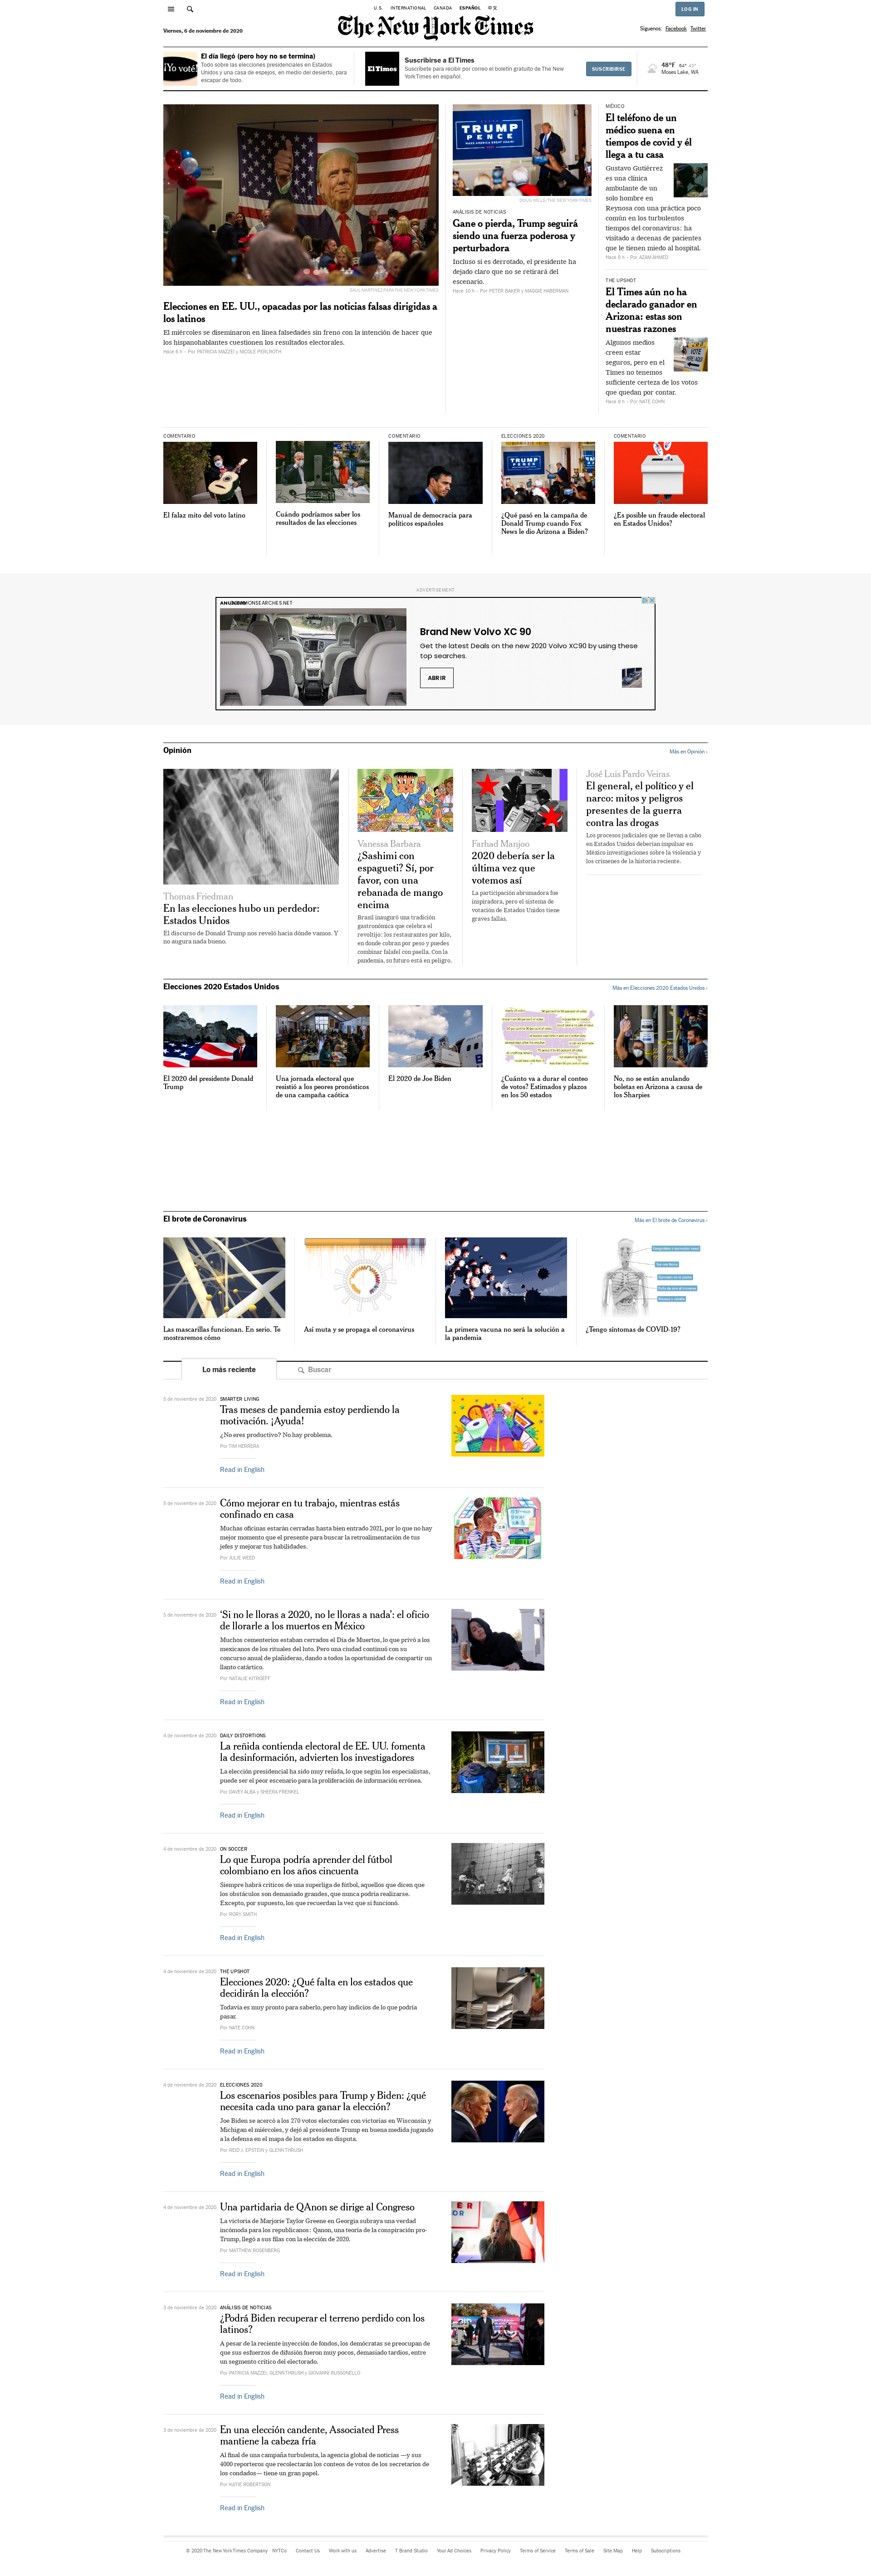 U.S. INTERNATIONAL CANADA ESPAÑOL 中文
LOG IN
The New York Times
Viernes, 6 de noviembre de 2020
Síguenos: Facebook Twitter
¡Yo voté!
El día llegó (pero hoy no se termina)
Todo sobre las elecciones presidenciales en Estados
Unidos y una casa de espejos, en medio del desierto, para
escapar de todo.
El Times
Suscribirse a El Times
Suscríbete para recibir por correo el boletín gratuito de The New
York Times en español.
SUSCRIBIRSE
48°F 64°
Moses Lake, WA
SAUL MARTINEZ PARA THE NEW YORK TIMES
Elecciones en EE. UU., opacadas por las noticias falsas dirigidas a
los latinos
El miércoles se diseminaron en línea falsedades sin freno con la intención de hacer que
los hispanohablantes cuestionen los resultados electorales.
Hace 6 h – Por PATRICIA MAZZEI y NICOLE PERLROTH
TRUMP
PENCE
DOUG MILLS/THE NEW YORK TIMES
ANÁLISIS DE NOTICIAS
Gane o pierda, Trump seguirá
siendo una fuerza poderosa y
perturbadora
Incluso si es derrotado, el presidente ha
dejado claro que no se retirará del
escenario.
Hace 10 h – Por PETER BAKER y MAGGIE HABERMAN
MÉXICO
El teléfono de un
médico suena en
tiempos de covid y él
llega a tu casa
Gustavo Gutiérrez
es una clínica
ambulante de un
solo hombre en
Reynosa con una práctica poco
común en los turbulentos
tiempos del coronavirus: ha
visitado a decenas de pacientes
que le tienen miedo al hospital.
Hace 8 h – Por AZAM AHMED
THE UPSHOT
El Times aún no ha
declarado ganador en
Arizona: estas son
nuestras razones
Algunos medios
creen estar
seguros, pero en el
Times no tenemos
suficiente certeza de los votos
que quedan por contar.
Hace 8 h – Por NATE COHN
COMENTARIO
El falaz mito del voto latino
Cuándo podríamos saber los
resultados de las elecciones
COMENTARIO
Manual de democracia para
políticos españoles
ELECCIONES 2020
¿Qué pasó en la campaña de
Donald Trump cuando Fox
News le dio Arizona a Biden?
COMENTARIO
¿Es posible un fraude electoral
en Estados Unidos?
ADVERTISEMENT
Brand New Volvo XC 90
Get the latest Deals on the new 2020 Volvo XC90 by using these
top searches.
ABRIR
Opinión
Más en Opinión ›
Thomas Friedman
En las elecciones hubo un perdedor:
Estados Unidos
El discurso de Donald Trump nos reveló hacia dónde vamos. Y
no augura nada bueno.
Vanessa Barbara
¿Sashimi con
espagueti? Sí, por
favor, con una
rebanada de mango
encima
Brasil inauguró una tradición
gastronómica que celebra el
revoltijo: los restaurantes por kilo,
en donde cobran por peso y puedes
combinar falafel con paella. Con la
pandemia, su futuro está en peligro.
Farhad Manjoo
2020 debería ser la
última vez que
votemos así
La participación abrumadora fue
inspiradora, pero el sistema de
votación de Estados Unidos tiene
graves fallas.
José Luis Pardo Veiras
El general, el político y el
narco: mitos y peligros
presentes de la guerra
contra las drogas
Los procesos judiciales que se llevan a cabo
en Estados Unidos deberían impulsar en
México investigaciones sobre la violencia y
los crímenes de la historia reciente.
Elecciones 2020 Estados Unidos
Más en Elecciones 2020 Estados Unidos ›
El 2020 del presidente Donald
Trump
Una jornada electoral que
resistió a los peores pronósticos
de una campaña caótica
El 2020 de Joe Biden
¿Cuánto va a durar el conteo
de votos? Estimados y plazos
en los 50 estados
No, no se están anulando
boletas en Arizona a causa de
los Sharpies
El brote de Coronavirus
Más en El brote de Coronavirus ›
Las mascarillas funcionan. En serio. Te
mostraremos cómo
Así muta y se propaga el coronavirus
La primera vacuna no será la solución a
la pandemia
¿Tengo síntomas de COVID-19?
Lo más reciente
Buscar
5 de noviembre de 2020 SMARTER LIVING
Tras meses de pandemia estoy perdiendo la
motivación. ¡Ayuda!
¿No eres productivo? No hay problema.
Por TIM HERRERA
Read in English
5 de noviembre de 2020
Cómo mejorar en tu trabajo, mientras estás
confinado en casa
Muchas oficinas estarán cerradas hasta bien entrado 2021, por lo que no hay
mejor momento que el presente para buscar la retroalimentación de tus
jefes y mejorar tus habilidades.
Por JULIE WEED
Read in English
5 de noviembre de 2020
‘Si no le lloras a 2020, no le lloras a nada’: el oficio
de llorarle a los muertos en México
Muchos cementerios estaban cerrados el Día de Muertos, lo que privó a los
mexicanos de los rituales del luto. Pero una ciudad continuó con su
concurso anual de plañideras, dando a todos la oportunidad de compartir un
llanto catártico.
Por NATALIE KITROEFF
Read in English
4 de noviembre de 2020 DAILY DISTORTIONS
La reñida contienda electoral de EE. UU. fomenta
la desinformación, advierten los investigadores
La elección presidencial ha sido muy reñida, lo que según los especialistas,
puede ser el peor escenario para la proliferación de información errónea.
Por DAVEY ALBA y SHEERA FRENKEL
Read in English
4 de noviembre de 2020 ON SOCCER
Lo que Europa podría aprender del fútbol
colombiano en los años cincuenta
Siempre habrá críticos de una superliga de fútbol, aquellos que dicen que
los obstáculos son demasiado grandes, que nunca podría realizarse.
Excepto, por supuesto, los que recuerdan la vez que sí funcionó.
Por RORY SMITH
Read in English
4 de noviembre de 2020 THE UPSHOT
Elecciones 2020: ¿Qué falta en los estados que
decidirán la elección?
Todavía es muy pronto para saberlo, pero hay indicios de lo que podría
pasar.
Por NATE COHN
Read in English
4 de noviembre de 2020 ELECCIONES 2020
Los escenarios posibles para Trump y Biden: ¿qué
necesita cada uno para ganar la elección?
Joe Biden se acercó a los 270 votos electorales con victorias en Wisconsin y
Michigan el miércoles, y dejó al presidente Trump en buena medida jugando
a la defensa en el mapa de los estados en disputa.
Por REID J. EPSTEIN y GLENN THRUSH
Read in English
4 de noviembre de 2020
Una partidaria de QAnon se dirige al Congreso
La victoria de Marjorie Taylor Greene en Georgia subraya una verdad
incómoda para los republicanos: Qanon, una teoría de la conspiración pro-
Trump, llegó a sus filas con la elección de 2020.
Por MATTHEW ROSENBERG
Read in English
3 de noviembre de 2020 ANÁLISIS DE NOTICIAS
¿Podrá Biden recuperar el terreno perdido con los
latinos?
A pesar de la reciente inyección de fondos, los demócratas se preocupan de
que sus esfuerzos de difusión fueron muy pocos, demasiado tardíos, entre
un segmento crítico del electorado.
Por PATRICIA MAZZEI, GLENN THRUSH y GIOVANNI RUSSONELLO
Read in English
3 de noviembre de 2020
En una elección candente, Associated Press
mantiene la cabeza fría
Al final de una campaña turbulenta, la agencia global de noticias —y sus
4000 reporteros que recolectarán los conteos de votos de los secretarios de
los condados— tiene un gran papel.
Por KATIE ROBERTSON
Read in English
© 2020 The New York Times Company NYTCo Contact Us Work with us Advertise T Brand Studio Your Ad Choices Privacy Policy Terms of Service Terms of Sale Site Map Help Subscriptions